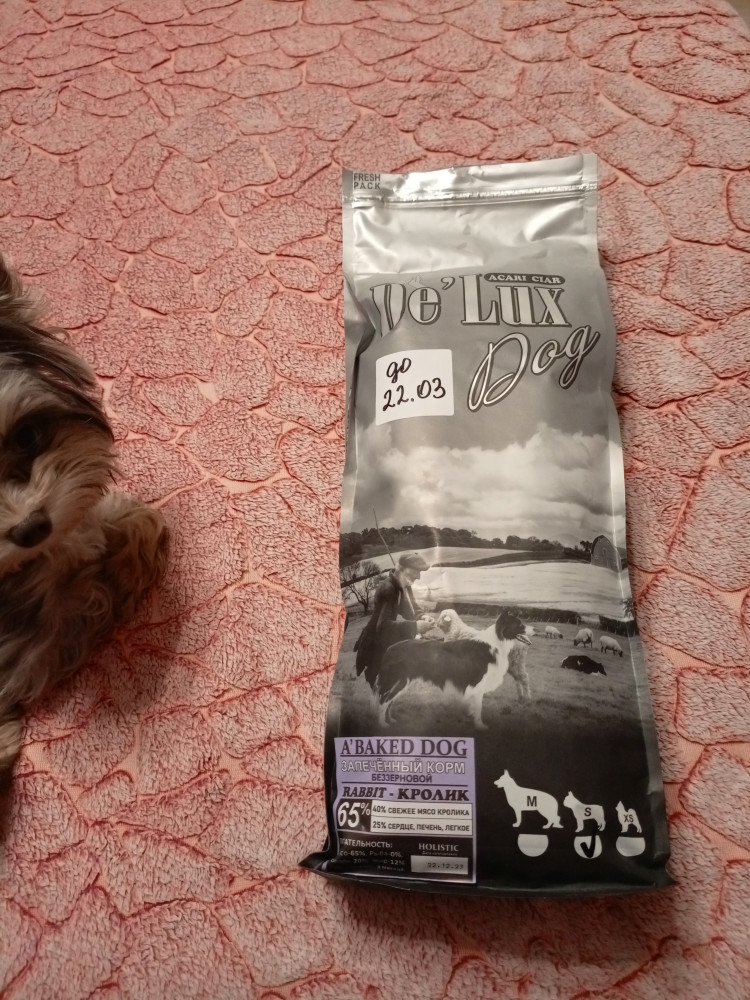 FRESH
PACK
ACARI CIAR
De'Lux
Dog
до
22.03
A'BAKED DOG
ЗАПЕЧЁННЫЙ КОРМ
БЕЗЗЕРНОВОЙ
RABBIT - КРОЛИК
65%
40% СВЕЖЕЕ МЯСО КРОЛИКА
25% СЕРДЦЕ, ПЕЧЕНЬ, ЛЕГКОЕ
HOLISTIC
M
S
XS